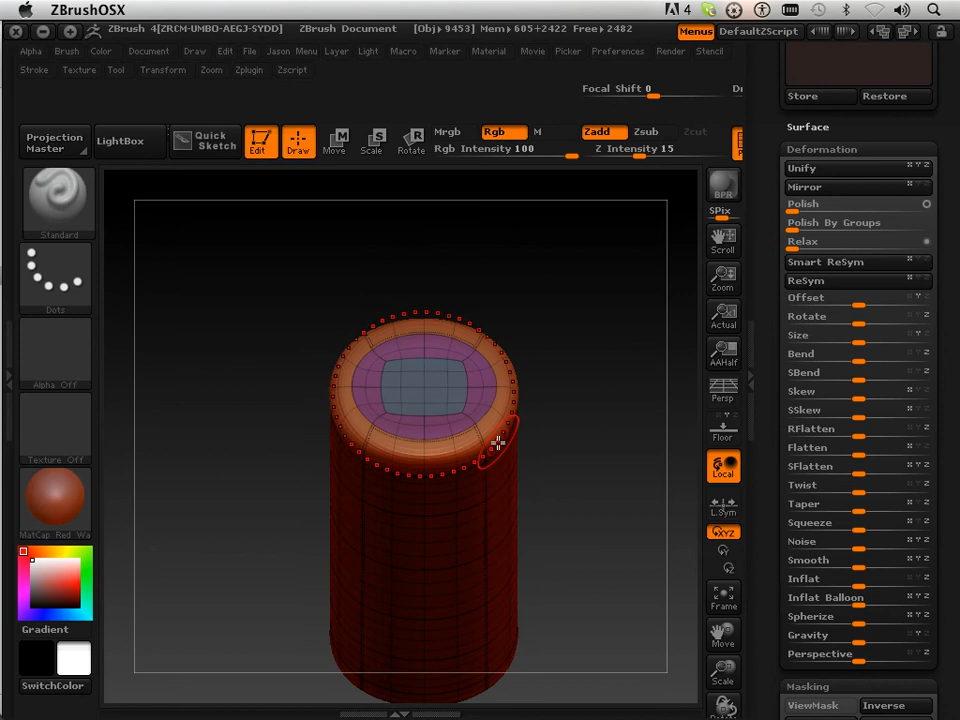 ZBrushOSX
4
ZBrush 4[ZRCM-UMBO-AEGJ-SYDD] ZBrush Document [Obj>9453] Mem>605+2422 Free>2482 Menus DefaultZScript
Alpha Brush Color Document Draw Edit File Jason Menu Layer Light Macro Marker Material Movie Picker Preferences Render Stencil
Stroke Texture Tool Transform Zoom Zplugin Zscript
Focal Shift 0
Projection Master
LightBox
Quick Sketch
Edit
Draw
Move
Scale
Rotate
Mrgb Rgb M
Rgb Intensity 100
Zadd Zsub Zcut
Z Intensity 15
Standard
Dots
Alpha Off
Texture Off
MatCap Red Wa
Gradient
SwitchColor
BPR
SPix
Scroll
Zoom
Actual
AAHalf
Persp
Floor
Local
L.Sym
XYZ
Frame
Move
Scale
Store Restore
Surface
Deformation
Unify
Mirror
Polish
Polish By Groups
Relax
Smart ReSym
ReSym
Offset
Rotate
Size
Bend
SBend
Skew
SSkew
RFlatten
Flatten
SFlatten
Twist
Taper
Squeeze
Noise
Smooth
Inflat
Inflat Balloon
Spherize
Gravity
Perspective
Masking
ViewMask Inverse